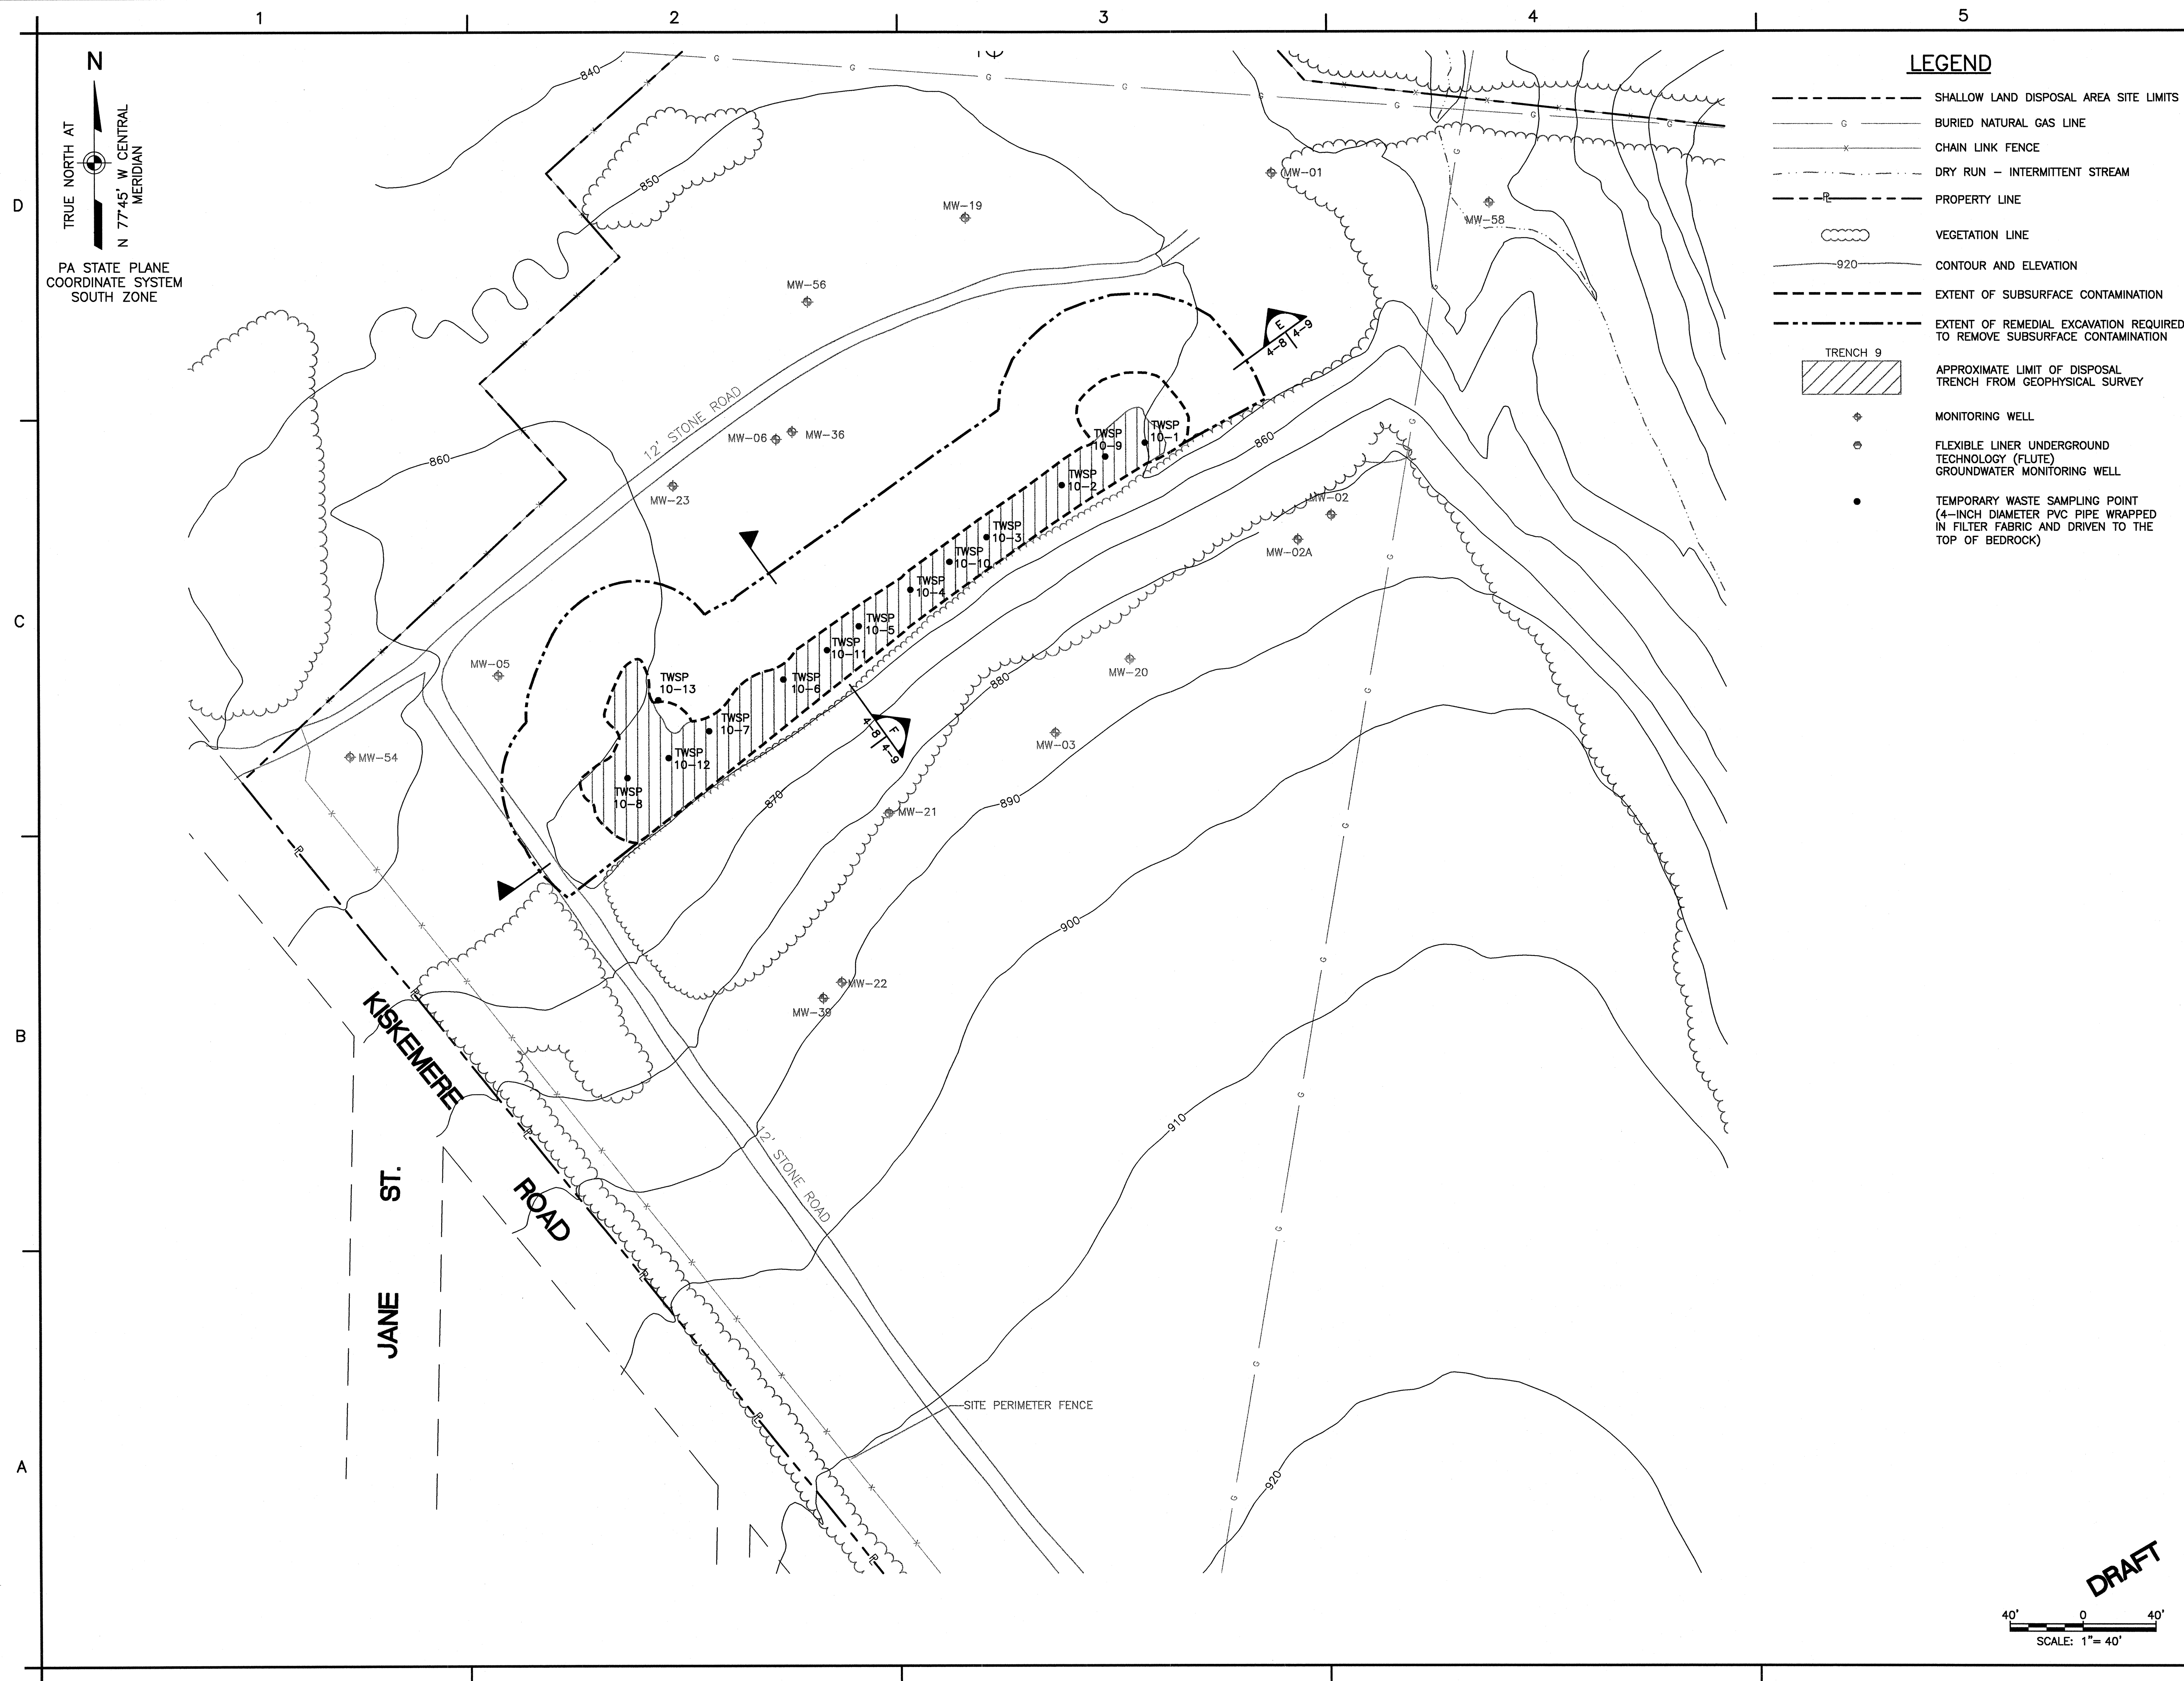 1
2
3
4
5
D
C
B
A
N
TRUE NORTH AT
N 77°45' W CENTRAL
MERIDIAN
PA STATE PLANE
COORDINATE SYSTEM
SOUTH ZONE
LEGEND
SHALLOW LAND DISPOSAL AREA SITE LIMITS
G
BURIED NATURAL GAS LINE
X
CHAIN LINK FENCE
DRY RUN – INTERMITTENT STREAM
PL
PROPERTY LINE
VEGETATION LINE
920
CONTOUR AND ELEVATION
EXTENT OF SUBSURFACE CONTAMINATION
EXTENT OF REMEDIAL EXCAVATION REQUIRED
TO REMOVE SUBSURFACE CONTAMINATION
TRENCH 9
APPROXIMATE LIMIT OF DISPOSAL
TRENCH FROM GEOPHYSICAL SURVEY
MONITORING WELL
FLEXIBLE LINER UNDERGROUND
TECHNOLOGY (FLUTE)
GROUNDWATER MONITORING WELL
TEMPORARY WASTE SAMPLING POINT
(4-INCH DIAMETER PVC PIPE WRAPPED
IN FILTER FABRIC AND DRIVEN TO THE
TOP OF BEDROCK)
840
850
MW-01
MW-19
MW-58
MW-56
E
4-8
4-9
12' STONE ROAD
MW-06
MW-36
MW-23
860
860
TWSP
10-1
TWSP
10-9
TWSP
10-2
TWSP
10-3
TWSP
10-10
TWSP
10-4
TWSP
10-5
TWSP
10-11
TWSP
10-6
TWSP
10-13
TWSP
10-7
TWSP
10-12
TWSP
10-8
MW-02
MW-02A
MW-05
MW-20
MW-54
MW-03
F
4-8
4-9
870
880
890
MW-21
900
MW-22
MW-39
910
920
KISKEMERE
ROAD
JANE ST.
12' STONE ROAD
SITE PERIMETER FENCE
DRAFT
40' 0 40'
SCALE: 1"= 40'